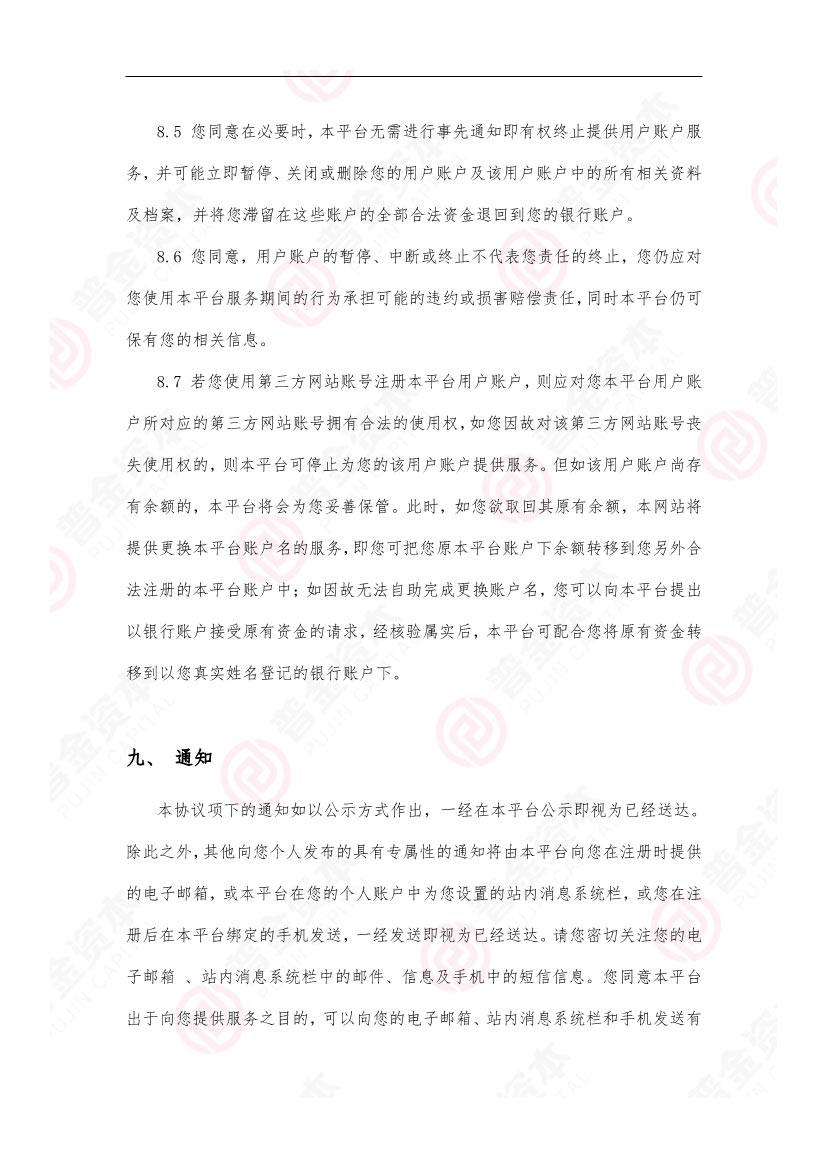 8.5 您同意在必要时，本平台无需进行事先通知即有权终止提供用户账户服
务，并可能立即暂停、关闭或删除您的用户账户及该用户账户中的所有相关资料
及档案，并将您滞留在这些账户的全部合法资金退回到您的银行账户。
8.6 您同意，用户账户的暂停、中断或终止不代表您责任的终止，您仍应对
您使用本平台服务期间的行为承担可能的违约或损害赔偿责任，同时本平台仍可
保有您的相关信息。
8.7 若您使用第三方网站账号注册本平台用户账户，则应对您本平台用户账
户所对应的第三方网站账号拥有合法的使用权，如您因故对该第三方网站账号丧
失使用权的，则本平台可停止为您的该用户账户提供服务。但如该用户账户尚存
有余额的，本平台将会为您妥善保管。此时，如您欲取回其原有余额，本网站将
提供更换本平台账户名的服务，即您可把您原本平台账户下余额转移到您另外合
法注册的本平台账户中；如因故无法自助完成更换账户名，您可以向本平台提出
以银行账户接受原有资金的请求，经核验属实后，本平台可配合您将原有资金转
移到以您真实姓名登记的银行账户下。
九、 通知
本协议项下的通知如以公示方式作出，一经在本平台公示即视为已经送达。
除此之外，其他向您个人发布的具有专属性的通知将由本平台向您在注册时提供
的电子邮箱，或本平台在您的个人账户中为您设置的站内消息系统栏，或您在注
册后在本平台绑定的手机发送，一经发送即视为已经送达。请您密切关注您的电
子邮箱 、站内消息系统栏中的邮件、信息及手机中的短信信息。您同意本平台
出于向您提供服务之目的，可以向您的电子邮箱、站内消息系统栏和手机发送有
普金资本
PUJIN CAPITAL